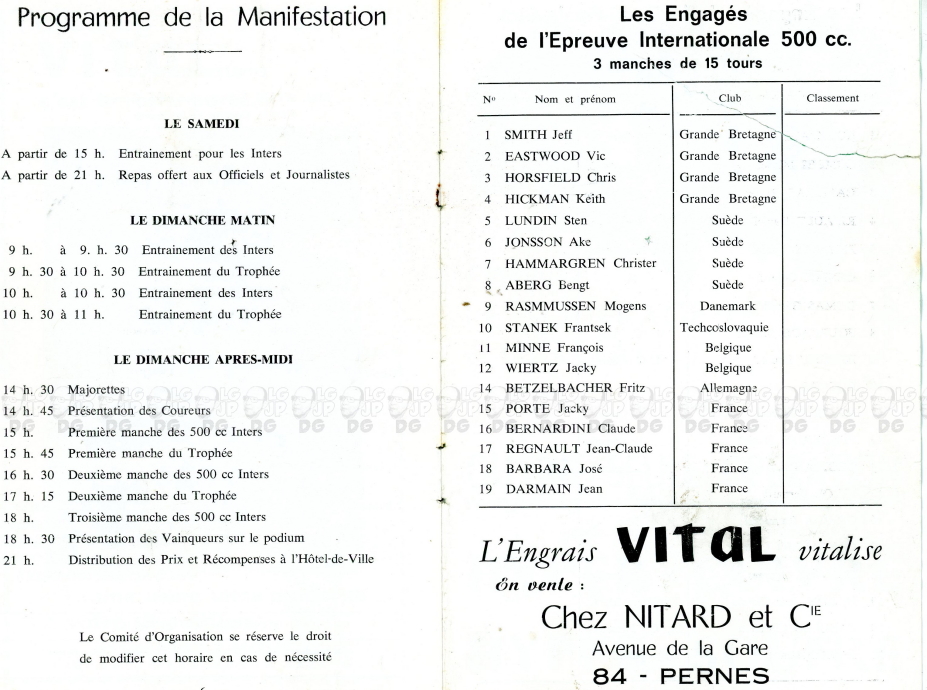 Programme de la Manifestation
LE SAMEDI
A partir de 15 h. Entrainement pour les Inters
A partir de 21 h. Repas offert aux Officiels et Journalistes
LE DIMANCHE MATIN
9 h. à 9. h. 30 Entrainement des Inters
9 h. 30 à 10 h. 30 Entrainement du Trophée
10 h. à 10 h. 30 Entrainement des Inters
10 h. 30 à 11 h. Entrainement du Trophée
LE DIMANCHE APRES-MIDI
14 h. 30 Majorettes
14 h. 45 Présentation des Coureurs
15 h. Première manche des 500 cc Inters
15 h. 45 Première manche du Trophée
16 h. 30 Deuxième manche des 500 cc Inters
17 h. 15 Deuxième manche du Trophée
18 h. Troisième manche des 500 cc Inters
18 h. 30 Présentation des Vainqueurs sur le podium
21 h. Distribution des Prix et Récompenses à l'Hôtel-de-Ville
Le Comité d'Organisation se réserve le droit
de modifier cet horaire en cas de nécessité
Les Engagés
de l'Epreuve Internationale 500 cc.
3 manches de 15 tours
Nº Nom et prénom Club Classement
1 SMITH Jeff Grande Bretagne
2 EASTWOOD Vic Grande Bretagne
3 HORSFIELD Chris Grande Bretagne
4 HICKMAN Keith Grande Bretagne
5 LUNDIN Sten Suède
6 JONSSON Ake Suède
7 HAMMARGREN Christer Suède
8 ABERG Bengt Suède
9 RASMMUSSEN Mogens Danemark
10 STANEK Frantsek Techcoslovaquie
11 MINNE François Belgique
12 WIERTZ Jacky Belgique
14 BETZELBACHER Fritz Allemagne
15 PORTE Jacky France
16 BERNARDINI Claude France
17 REGNAULT Jean-Claude France
18 BARBARA José France
19 DARMAIN Jean France
L'Engrais VITAL vitalise
En vente :
Chez NITARD et CIE
Avenue de la Gare
84 - PERNES